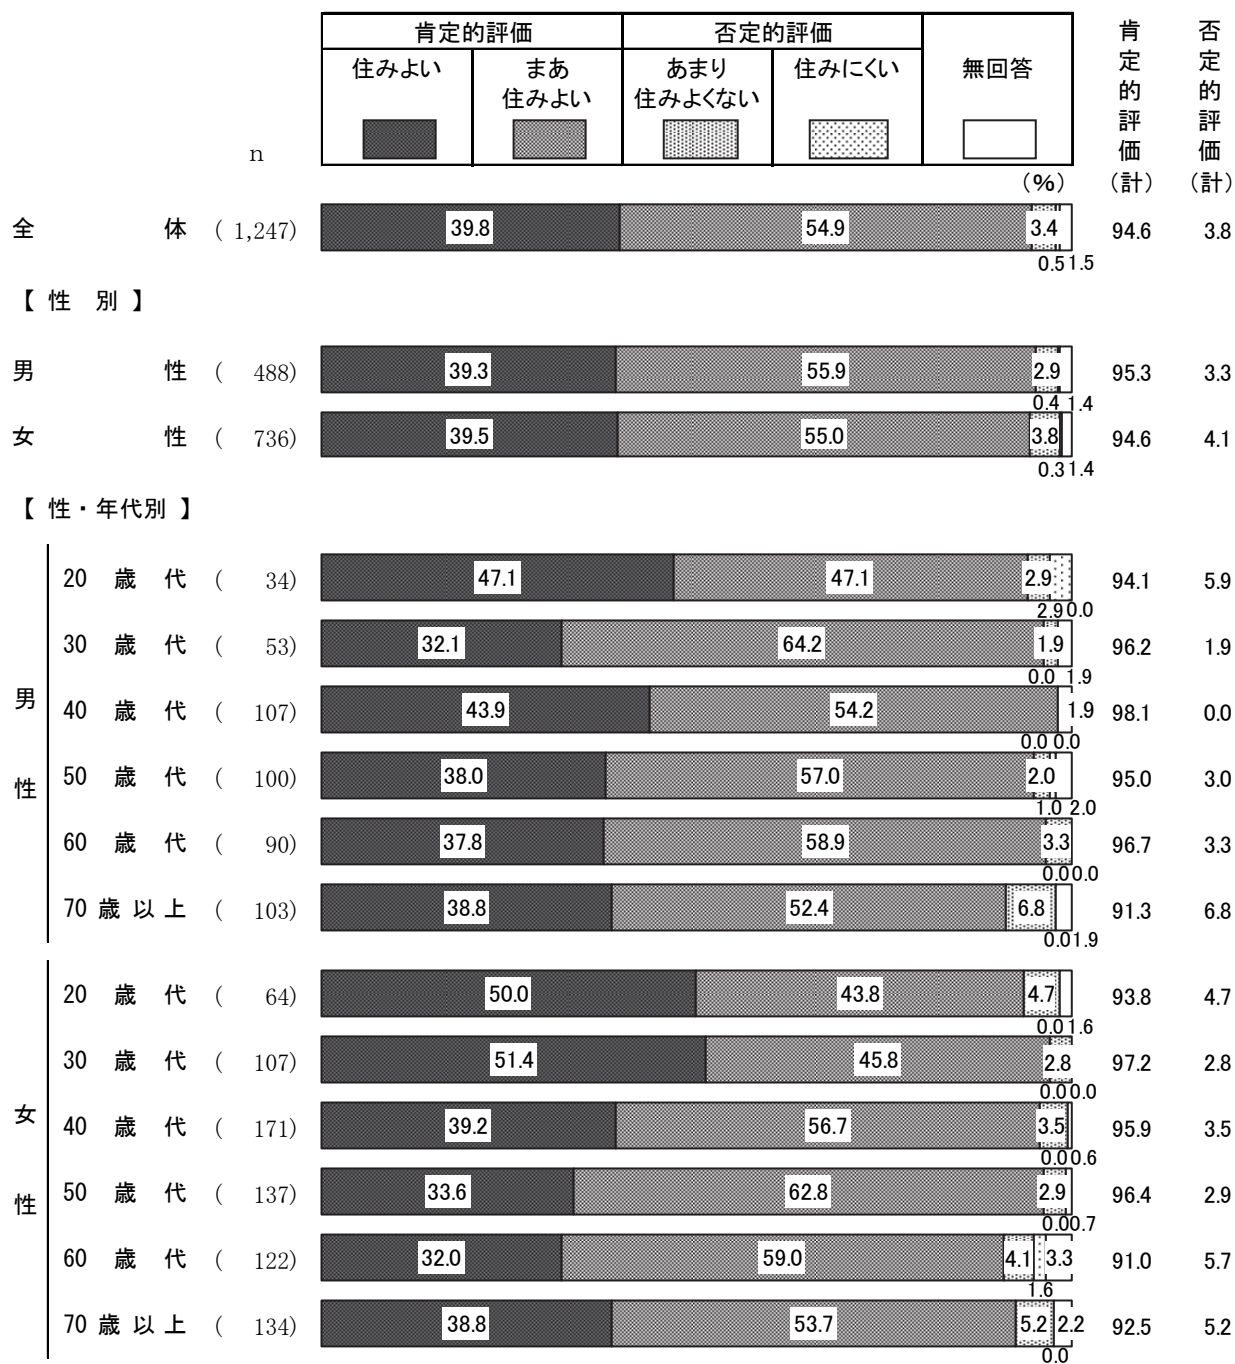 肯定的評価 否定的評価 肯定的評価(計) 否定的評価(計)
住みよい まあ住みよい あまり住みよくない 住みにくい 無回答
n
(%)
全体 ( 1,247) 39.8 54.9 3.4 94.6 3.8
0.5 1.5
【 性 別 】
男性 ( 488) 39.3 55.9 2.9 95.3 3.3
0.4 1.4
女性 ( 736) 39.5 55.0 3.8 94.6 4.1
0.3 1.4
【 性・年代別 】
男性
20 歳 代 ( 34) 47.1 47.1 2.9 94.1 5.9
2.9 0.0
30 歳 代 ( 53) 32.1 64.2 1.9 96.2 1.9
0.0 1.9
40 歳 代 ( 107) 43.9 54.2 1.9 98.1 0.0
0.0 0.0
50 歳 代 ( 100) 38.0 57.0 2.0 95.0 3.0
1.0 2.0
60 歳 代 ( 90) 37.8 58.9 3.3 96.7 3.3
0.0 0.0
70 歳 以 上 ( 103) 38.8 52.4 6.8 91.3 6.8
0.0 1.9
女性
20 歳 代 ( 64) 50.0 43.8 4.7 93.8 4.7
0.0 1.6
30 歳 代 ( 107) 51.4 45.8 2.8 97.2 2.8
0.0 0.0
40 歳 代 ( 171) 39.2 56.7 3.5 95.9 3.5
0.0 0.6
50 歳 代 ( 137) 33.6 62.8 2.9 96.4 2.9
0.0 0.7
60 歳 代 ( 122) 32.0 59.0 4.1 3.3 91.0 5.7
1.6
70 歳 以 上 ( 134) 38.8 53.7 5.2 2.2 92.5 5.2
0.0